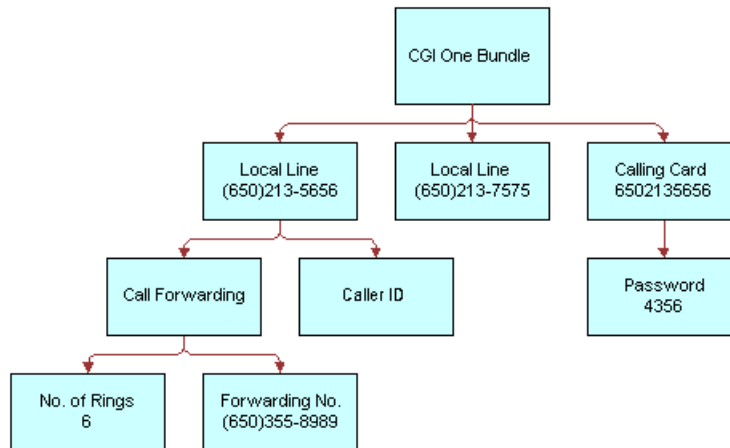 CGI One Bundle
Local Line
(650)213-5656
Local Line
(650)213-7575
Calling Card
6502135656
Call Forwarding
Caller ID
Password
4356
No. of Rings
6
Forwarding No.
(650)355-8989